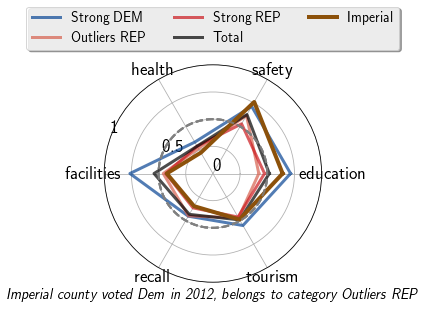 Strong DEM Strong REP Imperial
Outliers REP Total
health safety
1
0.5
0
facilities education
recall tourism
Imperial county voted Dem in 2012, belongs to category Outliers REP